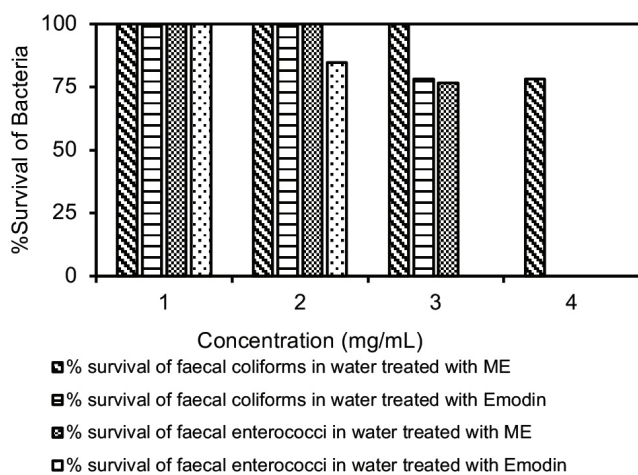 100
75
50
25
0
%Survival of Bacteria
1 2 3 4
Concentration (mg/mL)
% survival of faecal coliforms in water treated with ME
% survival of faecal coliforms in water treated with Emodin
% survival of faecal enterococci in water treated with ME
% survival of faecal enterococci in water treated with Emodin